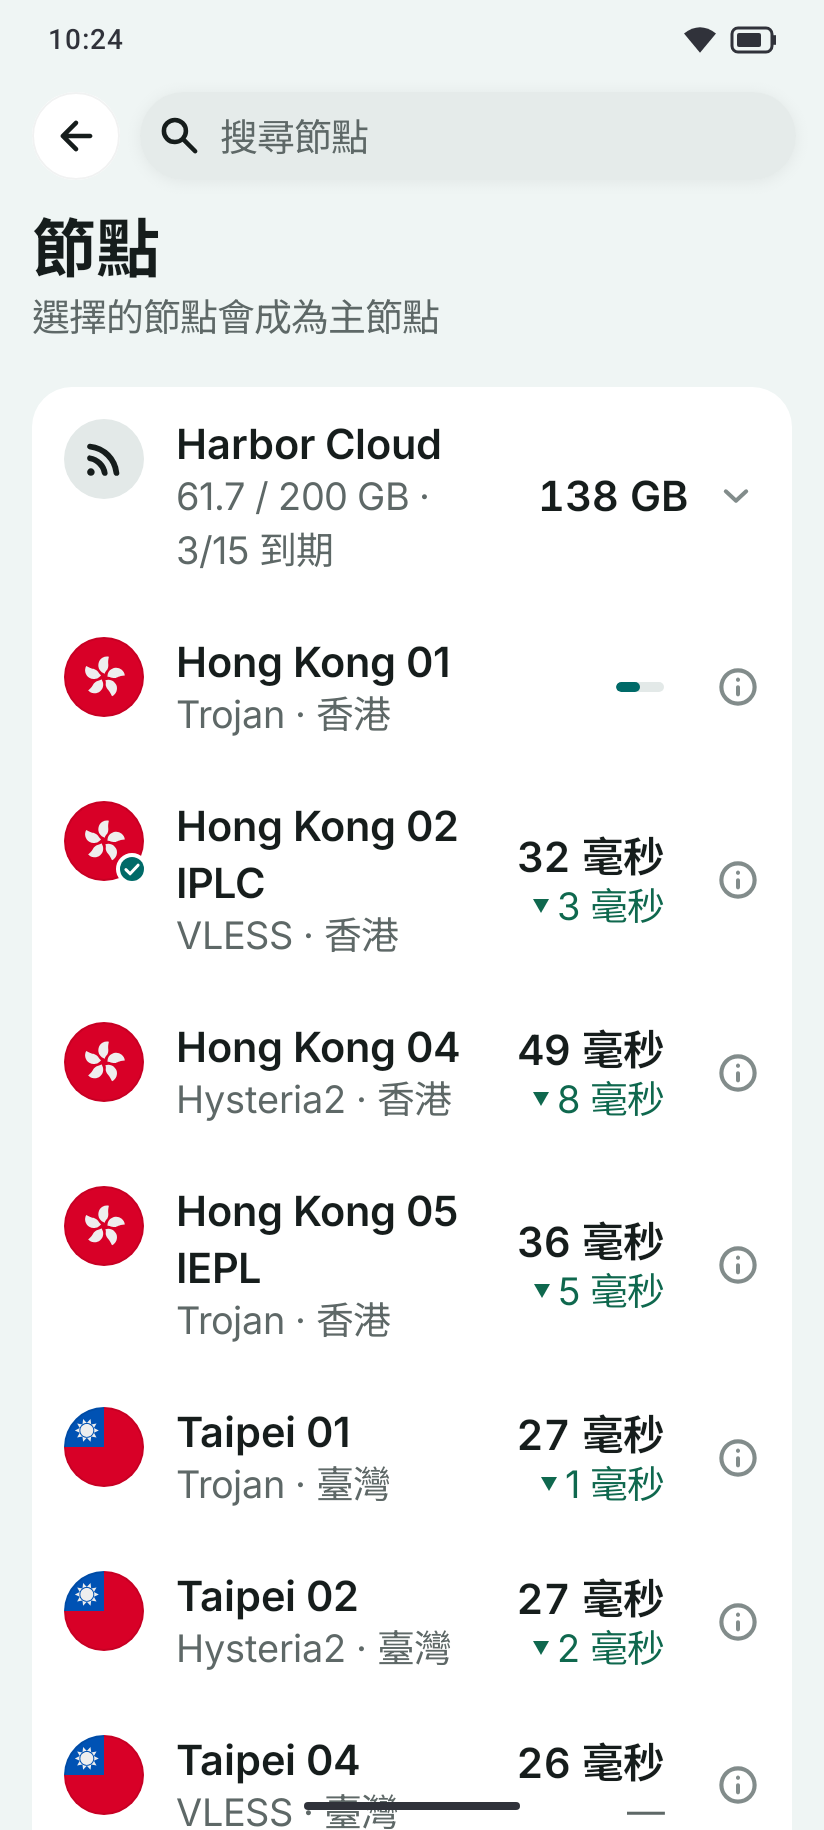 10:24
搜尋節點
節點
選擇的節點會成為主節點
Harbor Cloud
61.7 / 200 GB ·
3/15 到期
138 GB
Hong Kong 01
Trojan · 香港
Hong Kong 02
IPLC
VLESS · 香港
32 毫秒
▼3 毫秒
Hong Kong 04
Hysteria2 · 香港
49 毫秒
▼8 毫秒
Hong Kong 05
IEPL
Trojan · 香港
36 毫秒
▼5 毫秒
Taipei 01
Trojan · 臺灣
27 毫秒
▼1 毫秒
Taipei 02
Hysteria2 · 臺灣
27 毫秒
▼2 毫秒
Taipei 04
VLESS · 臺灣
26 毫秒
—